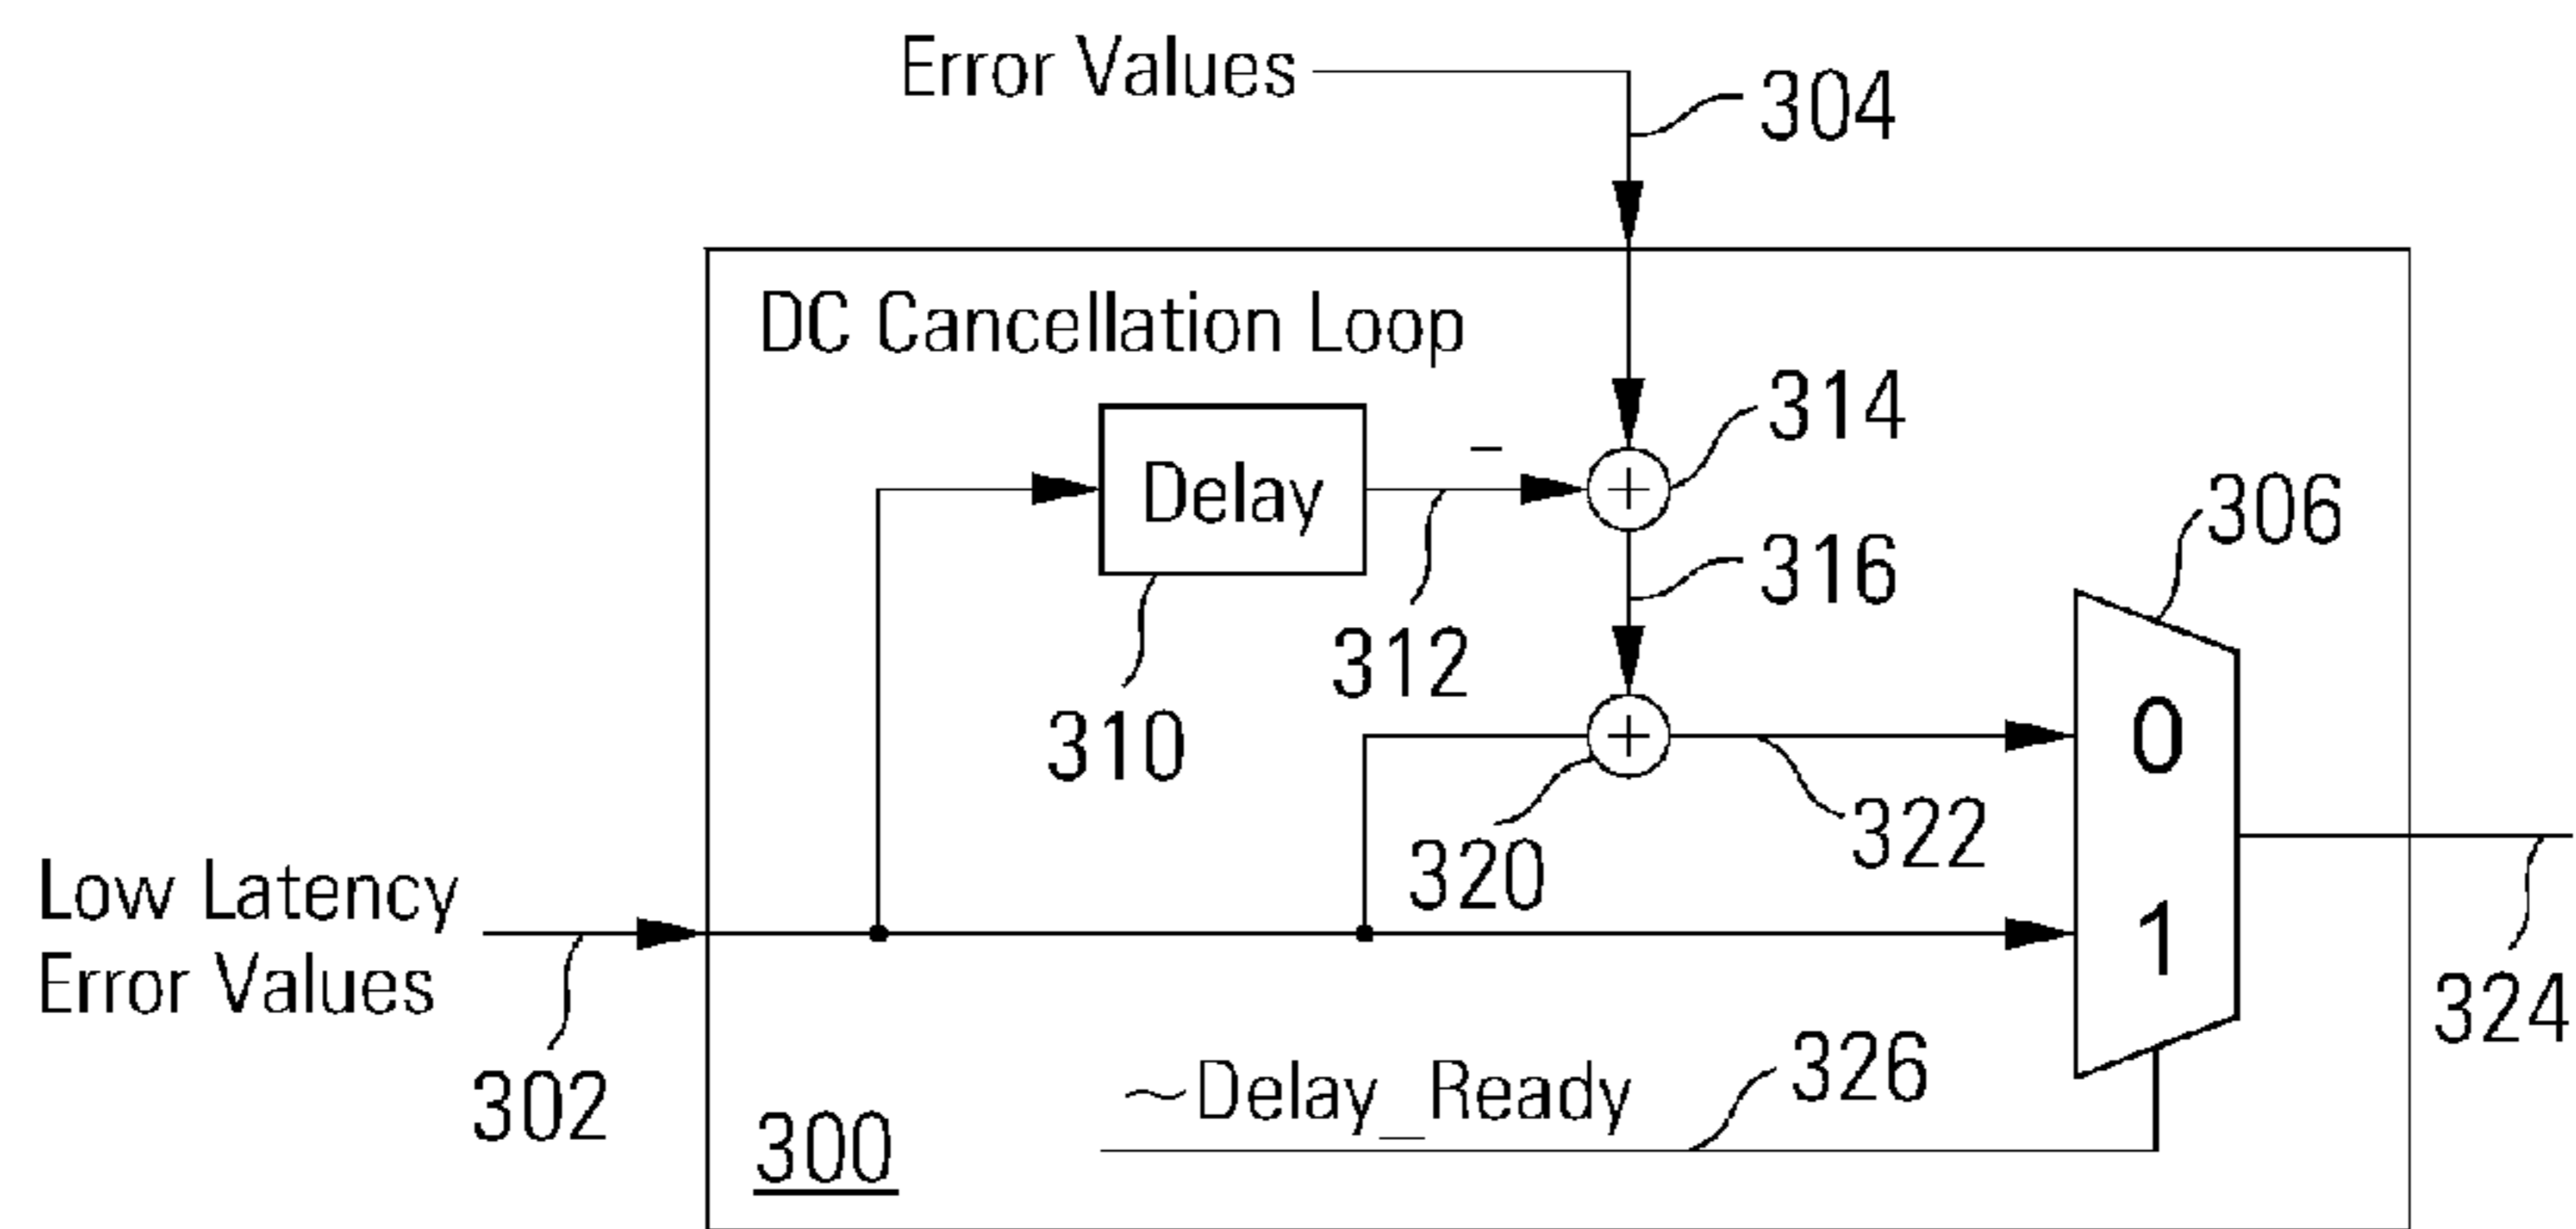 Error Values
304
DC Cancellation Loop
314
306
Delay
–
+
316
312
310
+
0
320
322
1
Low Latency
Error Values
302
324
~Delay_Ready
326
300